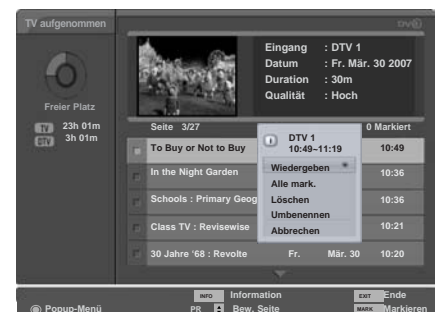 TV aufgenommen
DVR
Freier Platz
TV 23h 01m
DTV 3h 01m
Eingang : DTV 1
Datum : Fr. Mär. 30 2007
Duration : 30m
Qualität : Hoch
Seite 3/27
0 Markiert
To Buy or Not to Buy 10:49
In the Night Garden 10:36
Schools : Primary Geog 10:36
Class TV : Revisewise 10:21
30 Jahre ‘68 : Revolte Fr. Mär. 30 10:20
DTV 1
10:49~11:19
Wiedergeben
Alle mark.
Löschen
Umbenennen
Abbrechen
INFO Information EXIT Ende
Popup-Menü PR Bew. Seite MARK Markieren